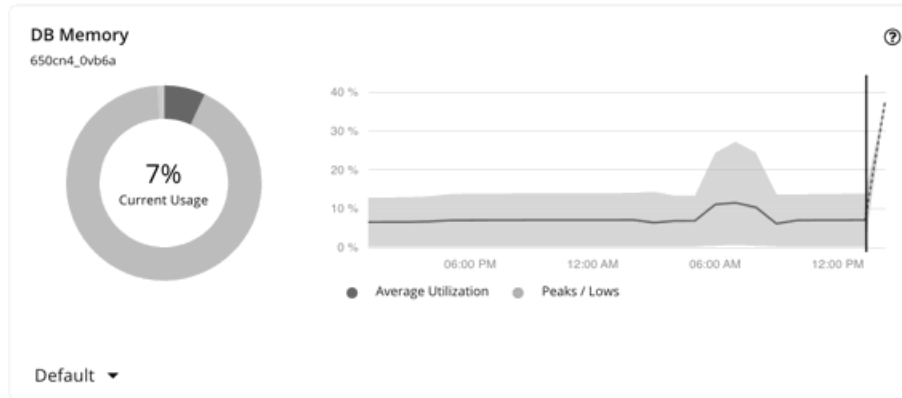 DB Memory
650cn4_0vb6a
7%
Current Usage
40 %
30 %
20 %
10 %
0 %
06:00 PM 12:00 AM 06:00 AM 12:00 PM
Average Utilization Peaks / Lows
Default